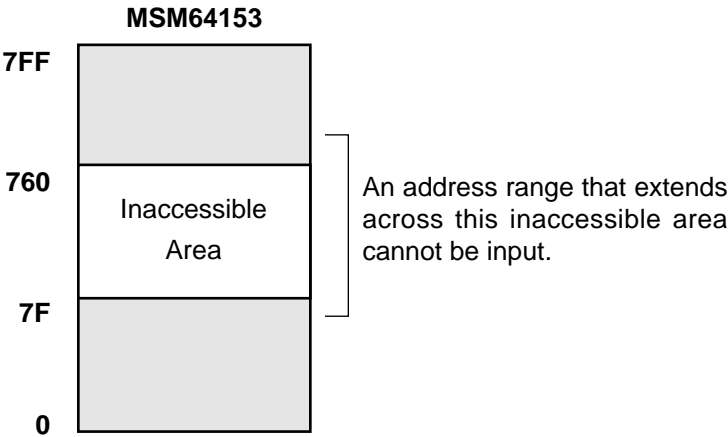 MSM64153
7FF
760
Inaccessible
Area
An address range that extends
across this inaccessible area
cannot be input.
7F
0